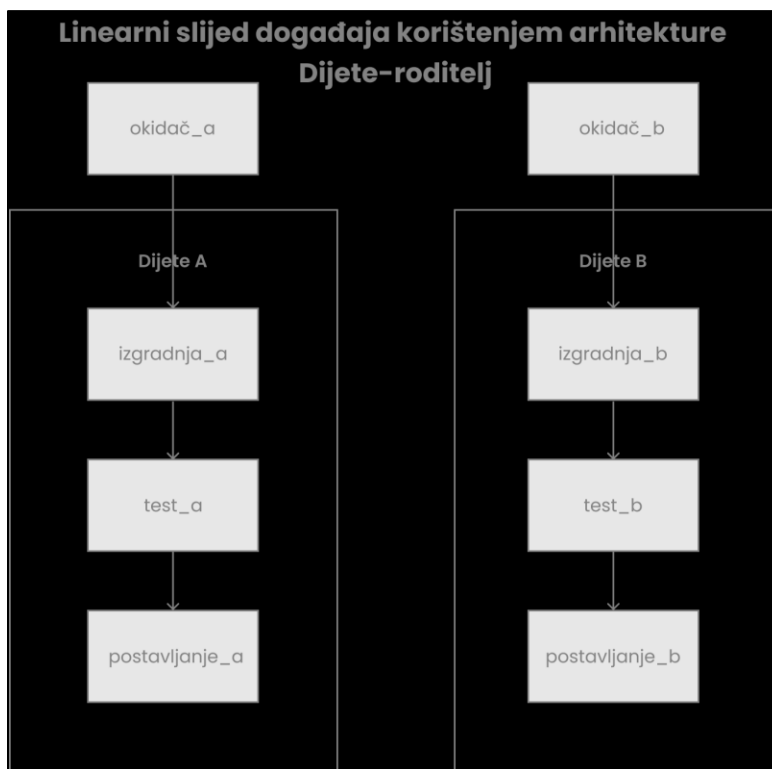 Linearni slijed događaja korištenjem arhitekture
Dijete-roditelj
okidač_a
okidač_b
Dijete A
Dijete B
izgradnja_a
izgradnja_b
test_a
test_b
postavljanje_a
postavljanje_b